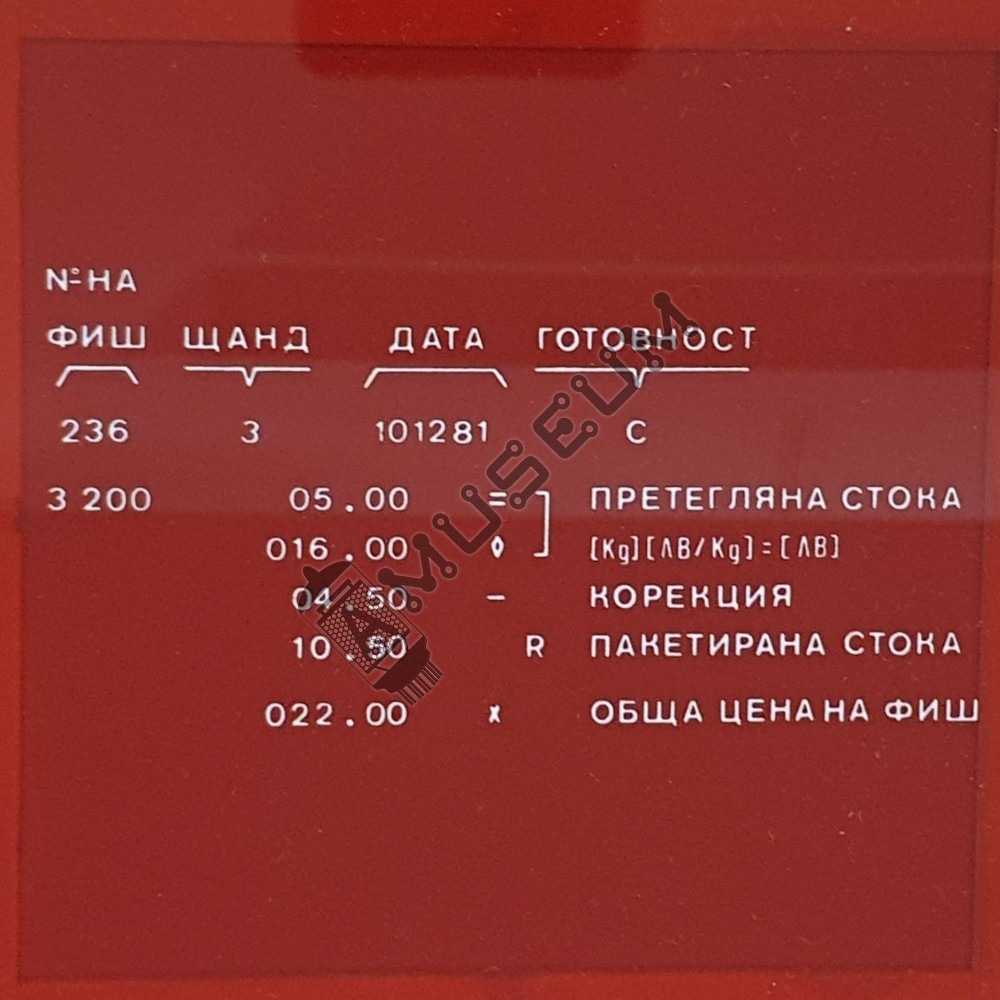 № НА
ФИШ ЩАНД ДАТА ГОТОВНОСТ
236 3 101281 C
3 200 05.00 = ПРЕТЕГЛЯНА СТОКА
016.00 ◊ [Kg][ЛВ/Kg]=[ЛВ]
04.50 – КОРЕКЦИЯ
10.50 R ПАКЕТИРАНА СТОКА
022.00 x ОБЩА ЦЕНА НА ФИШ
AMUSEUM